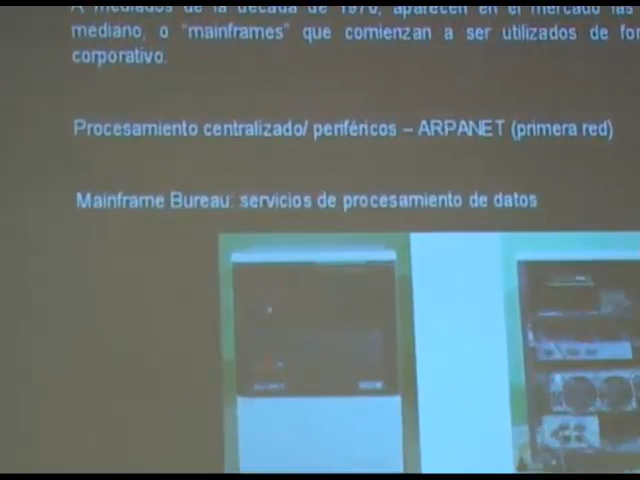 A mediados de la década de 1970, aparecen en el mercado las
mediano, o "mainframes" que comienzan a ser utilizados de
corporativo.
Procesamiento centralizado/ periféricos – ARPANET (primera red)
Mainframe Bureau: servicios de procesamiento de datos